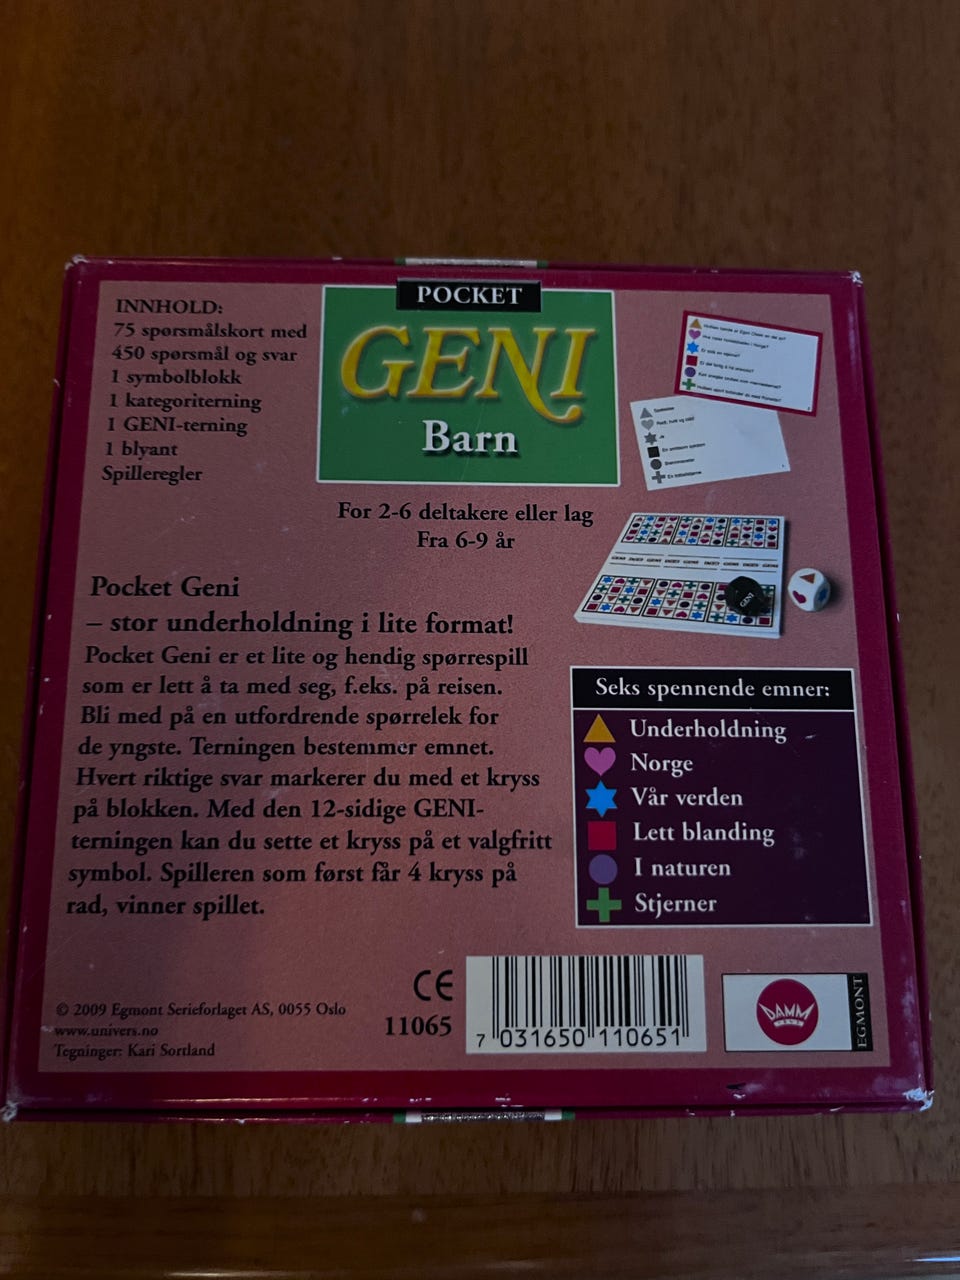 POCKET
GENI
Barn
INNHOLD:
75 spørsmålskort med
450 spørsmål og svar
1 symbolblokk
1 kategoriterning
1 GENI-terning
1 blyant
Spilleregler
For 2-6 deltakere eller lag
Fra 6-9 år
Pocket Geni
– stor underholdning i lite format!
Pocket Geni er et lite og hendig spørrespill
som er lett å ta med seg, f.eks. på reisen.
Bli med på en utfordrende spørrelek for
de yngste. Terningen bestemmer emnet.
Hvert riktige svar markerer du med et kryss
på blokken. Med den 12-sidige GENI-
terningen kan du sette et kryss på et valgfritt
symbol. Spilleren som først får 4 kryss på
rad, vinner spillet.
GENI
Seks spennende emner:
Underholdning
Norge
Vår verden
Lett blanding
I naturen
Stjerner
© 2009 Egmont Serieforlaget AS, 0055 Oslo
www.univers.no
Tegninger: Kari Sortland
CE
11065
7 031650 110651
DAMM
EGMONT